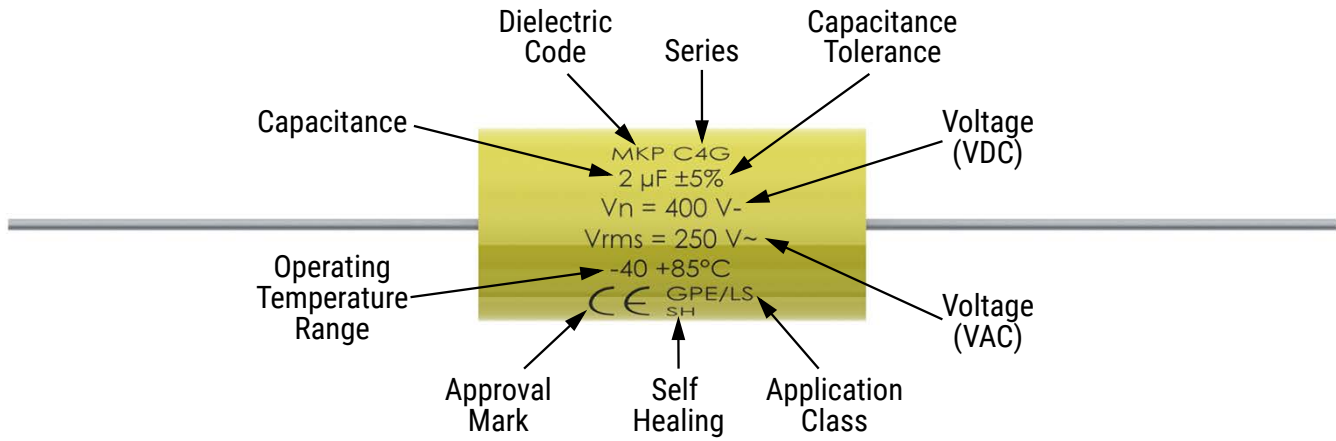 Dielectric
Code
Series
Capacitance
Tolerance
Capacitance
Voltage
(VDC)
MKP C4G
2 µF ±5%
Vn = 400 V-
Vrms = 250 V~
-40 +85°C
CE GPE/LS
SH
Operating
Temperature
Range
Voltage
(VAC)
Approval
Mark
Self
Healing
Application
Class